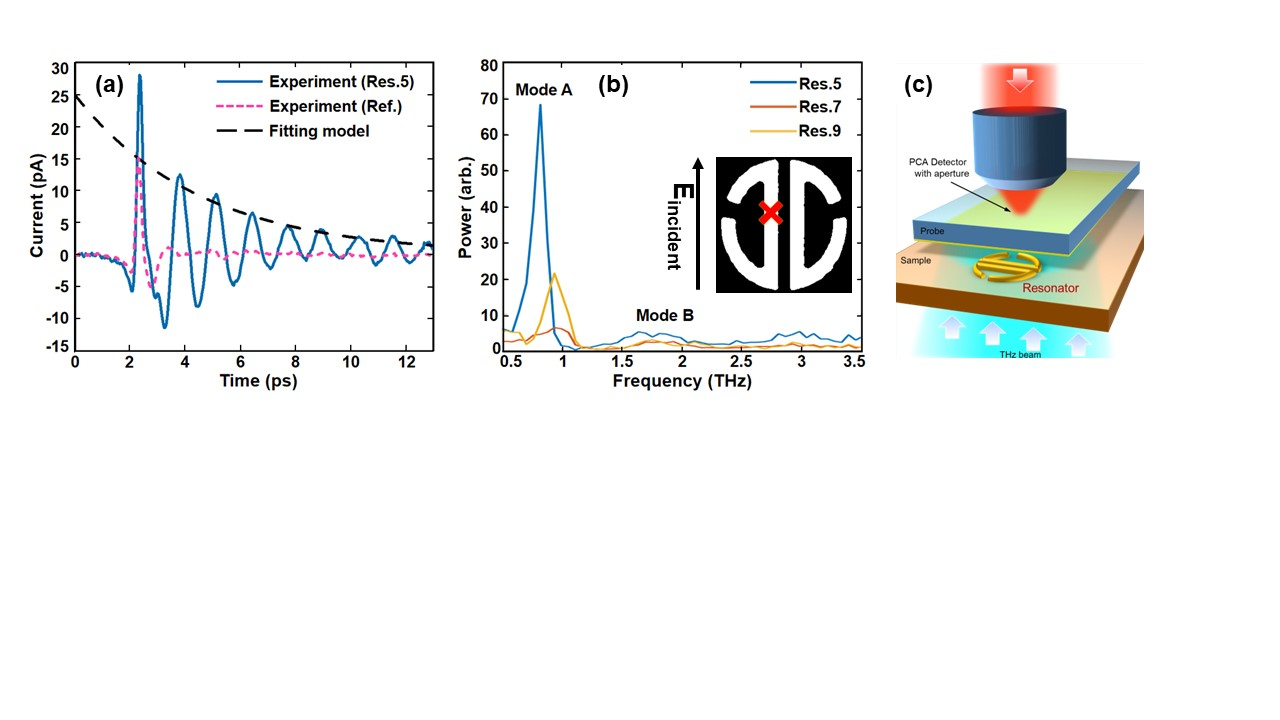 (a)
Experiment (Res.5)
Experiment (Ref.)
Fitting model
30
25
20
15
10
5
0
-5
-10
-15
Current (pA)
0
2
4
6
8
10
12
Time (ps)
(b)
Mode A
Mode B
Res.5
Res.7
Res.9
E incident
80
70
60
50
40
30
20
10
0
Power (arb.)
0.5
1
1.5
2
2.5
3
3.5
Frequency (THz)
(c)
PCA Detector
with aperture
Probe
Sample
Resonator
THz beam